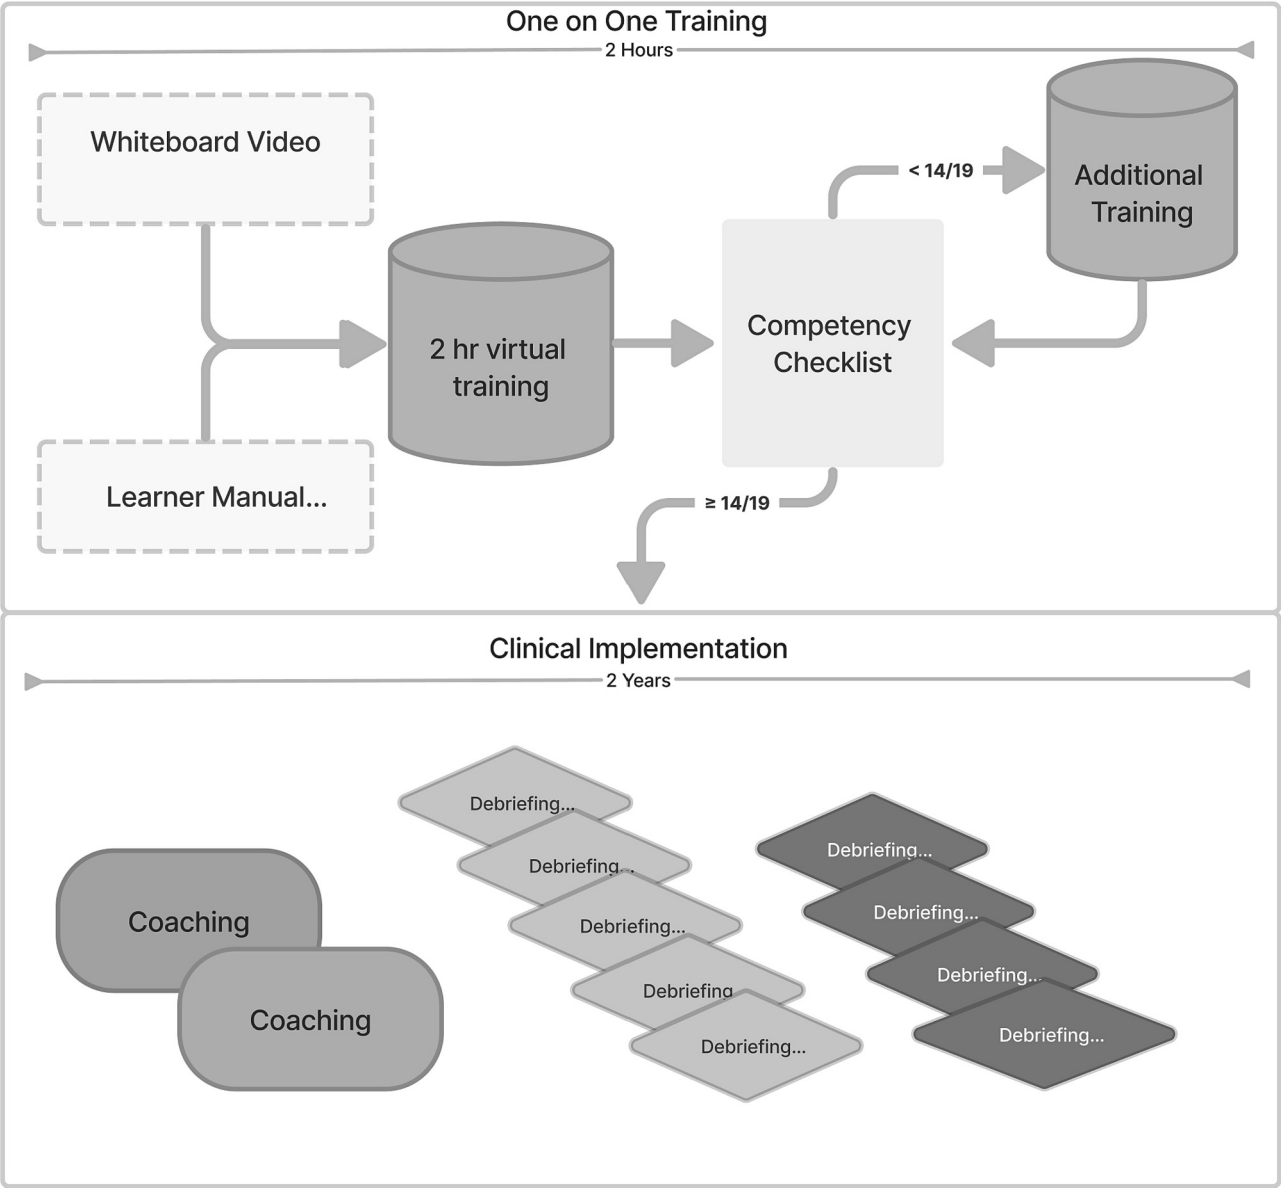 One on One Training
2 Hours
Whiteboard Video
< 14/19
Additional
Training
2 hr virtual
training
Competency
Checklist
Learner Manual...
≥ 14/19
Clinical Implementation
2 Years
Coaching
Coaching
Debriefing...
Debriefing...
Debriefing...
Debriefing
Debriefing...
Debriefing...
Debriefing...
Debriefing...
Debriefing...